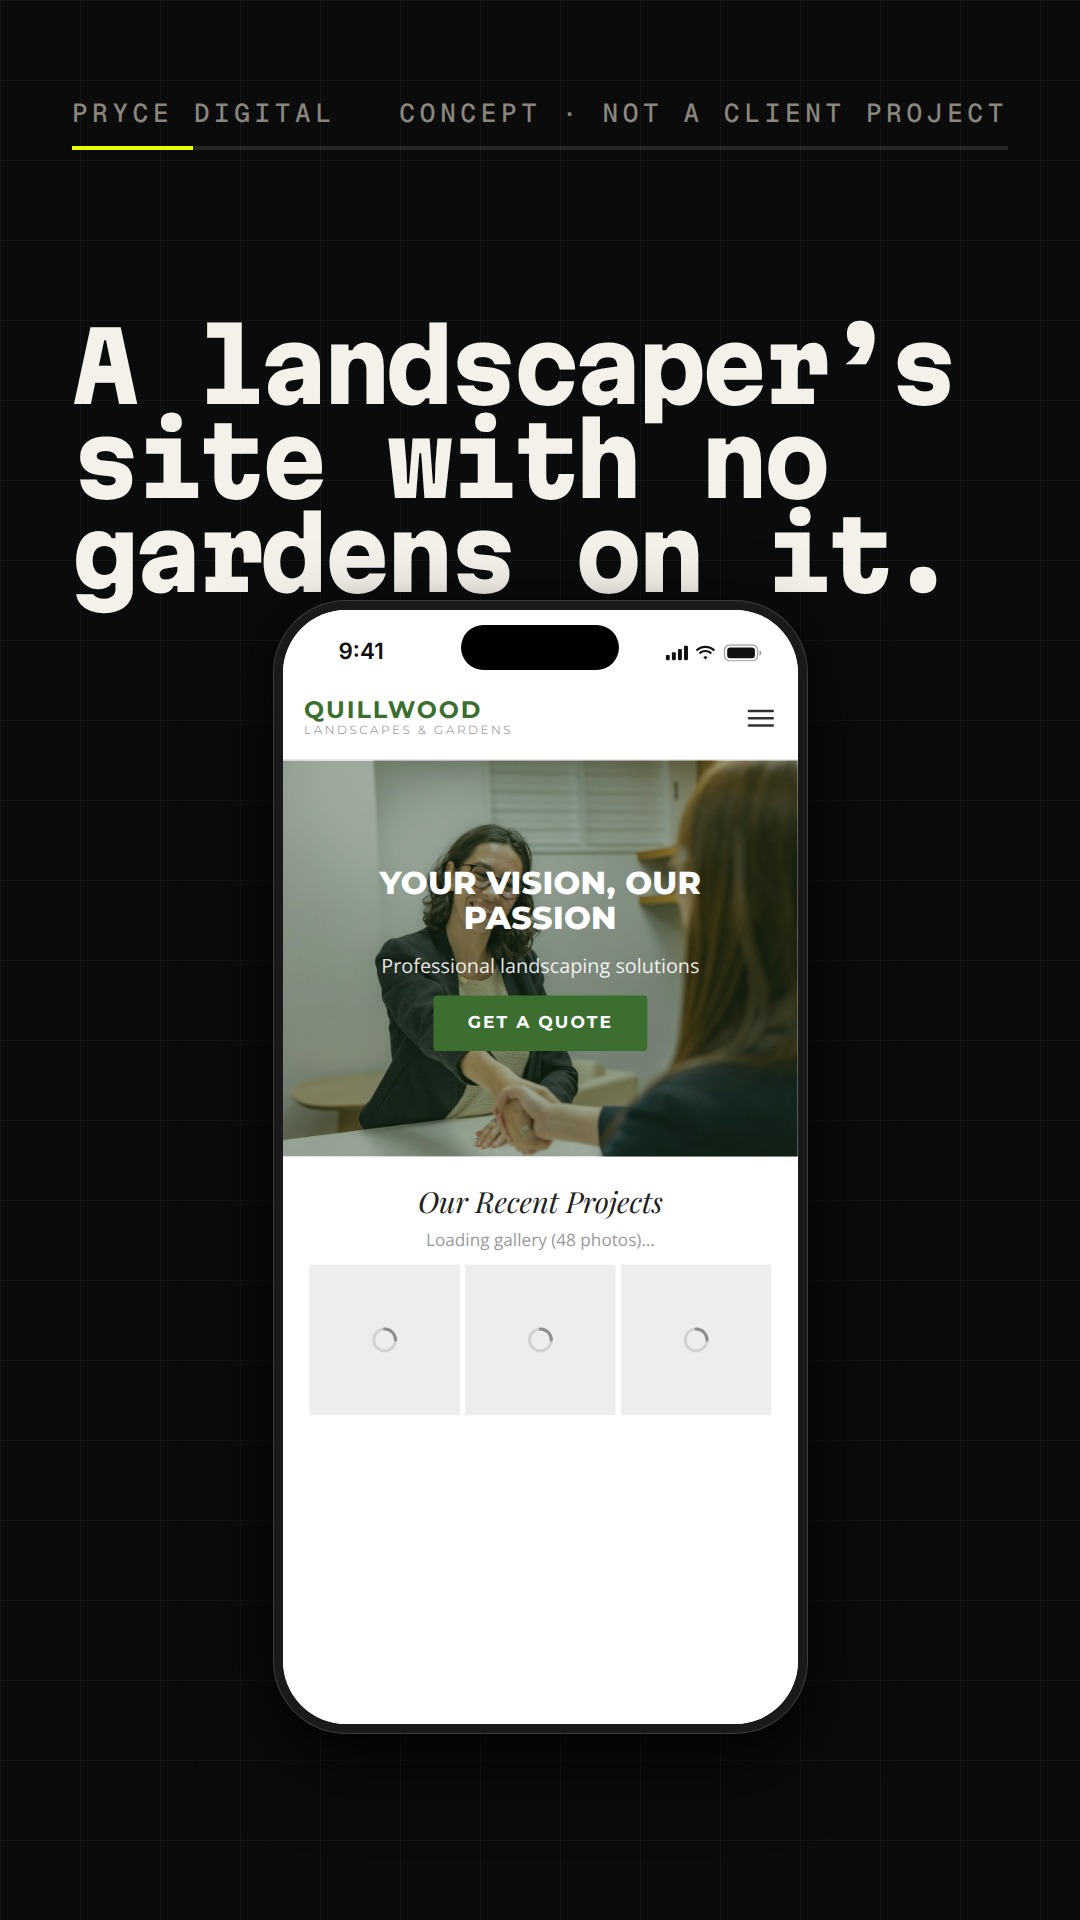 PRYCE DIGITAL
CONCEPT · NOT A CLIENT PROJECT
A landscaper’s
site with no
gardens on it.
9:41
QUILLWOOD
LANDSCAPES & GARDENS
YOUR VISION, OUR
PASSION
Professional landscaping solutions
GET A QUOTE
Our Recent Projects
Loading gallery (48 photos)...